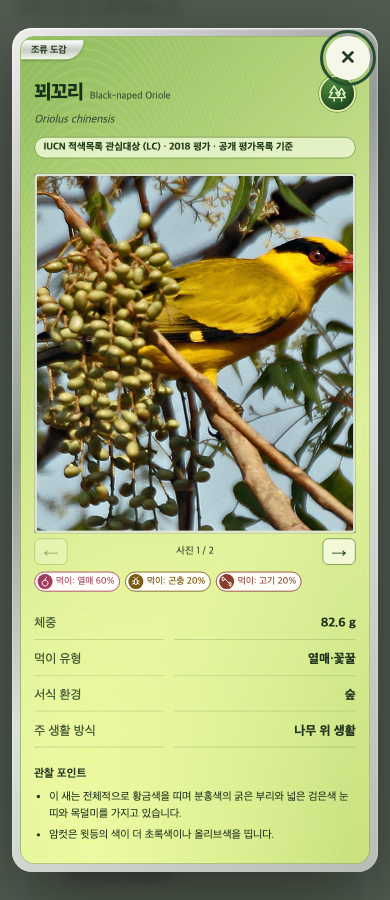 조류 도감
꾀꼬리 Black-naped Oriole
Oriolus chinensis
IUCN 적색목록 관심대상 (LC) · 2018 평가 · 공개 평가목록 기준
← 사진 1 / 2 →
먹이: 열매 60% 먹이: 곤충 20% 먹이: 고기 20%
체중 82.6 g
먹이 유형 열매·꽃꿀
서식 환경 숲
주 생활 방식 나무 위 생활
관찰 포인트
• 이 새는 전체적으로 황금색을 띠며 분홍색의 굵은 부리와 넓은 검은색 눈
띠와 목덜미를 가지고 있습니다.
• 암컷은 윗등의 색이 더 초록색이나 올리브색을 띱니다.